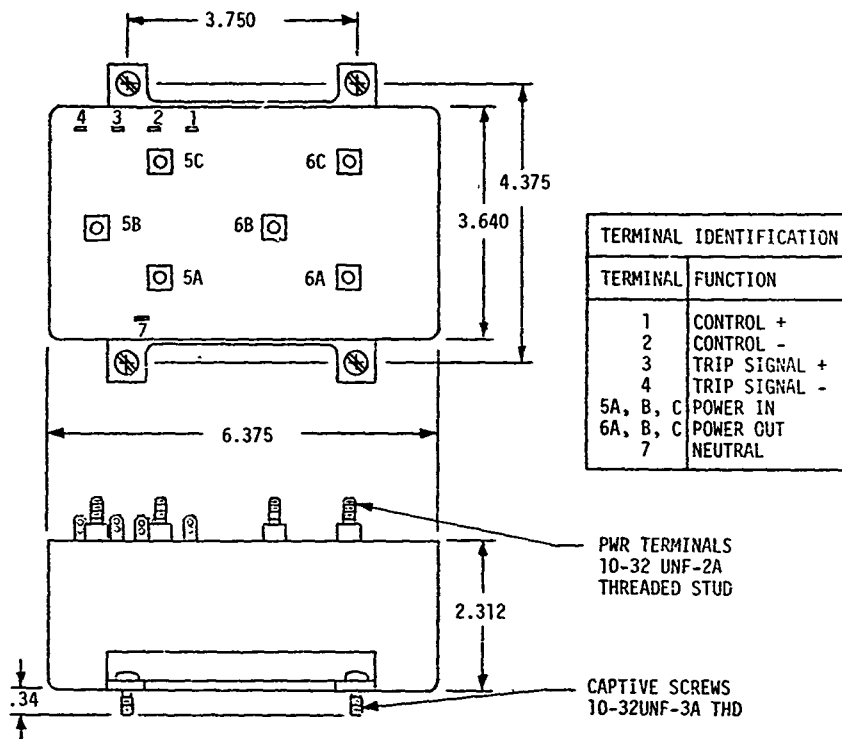 3.750
4 3 2 1
5C 6C
4.375
5B 6B
3.640
5A 6A
7
6.375
TERMINAL IDENTIFICATION
TERMINAL FUNCTION
1 CONTROL +
2 CONTROL -
3 TRIP SIGNAL +
4 TRIP SIGNAL -
5A, B, C POWER IN
6A, B, C POWER OUT
7 NEUTRAL
PWR TERMINALS
10-32 UNF-2A
THREADED STUD
2.312
.34
CAPTIVE SCREWS
10-32UNF-3A THD